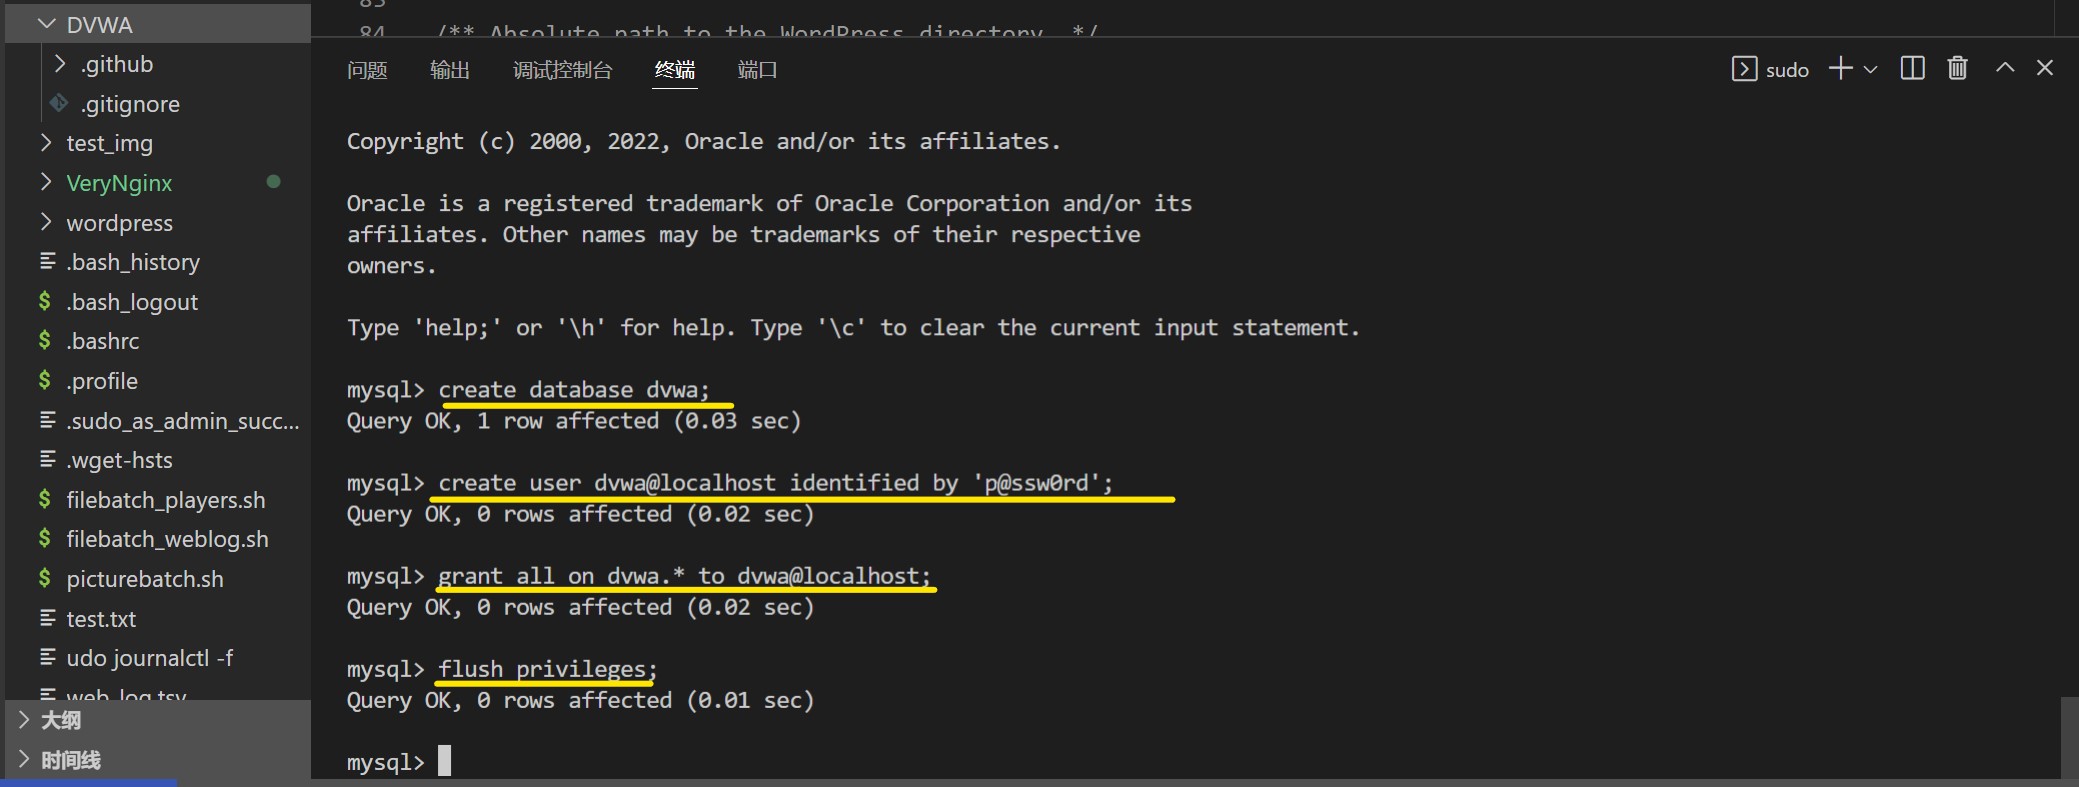 DVWA
.github
.gitignore
test_img
VeryNginx
wordpress
.bash_history
.bash_logout
.bashrc
.profile
.sudo_as_admin_succ...
.wget-hsts
filebatch_players.sh
filebatch_weblog.sh
picturebatch.sh
test.txt
udo journalctl -f
web_log.tsv
大纲
时间线
83
84 /** Absolute path to the WordPress directory. */
问题 输出 调试控制台 终端 端口
sudo
Copyright (c) 2000, 2022, Oracle and/or its affiliates.
Oracle is a registered trademark of Oracle Corporation and/or its
affiliates. Other names may be trademarks of their respective
owners.
Type 'help;' or '\h' for help. Type '\c' to clear the current input statement.
mysql> create database dvwa;
Query OK, 1 row affected (0.03 sec)
mysql> create user dvwa@localhost identified by 'p@ssw0rd';
Query OK, 0 rows affected (0.02 sec)
mysql> grant all on dvwa.* to dvwa@localhost;
Query OK, 0 rows affected (0.02 sec)
mysql> flush privileges;
Query OK, 0 rows affected (0.01 sec)
mysql>